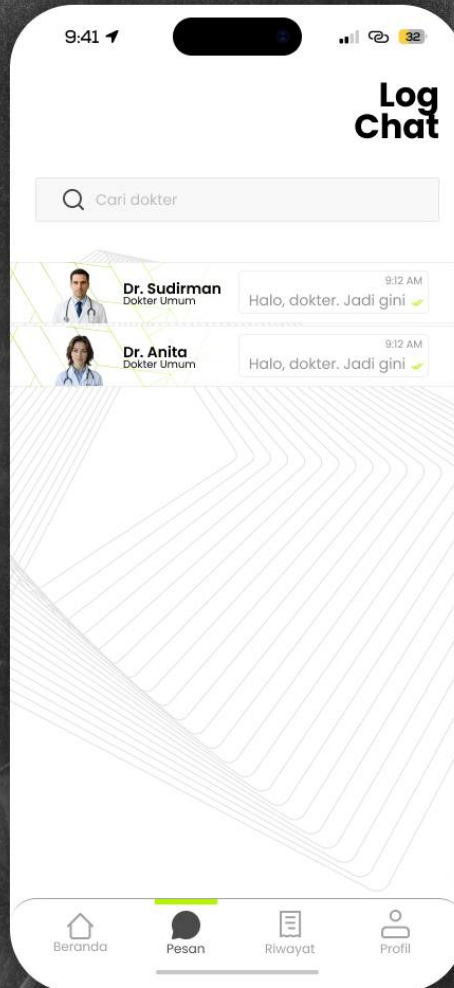 9:41
32
Log
Chat
Cari dokter
Dr. Sudirman
Dokter Umum
9:12 AM
Halo, dokter. Jadi gini
Dr. Anita
Dokter Umum
9:12 AM
Halo, dokter. Jadi gini
Beranda
Pesan
Riwayat
Profil